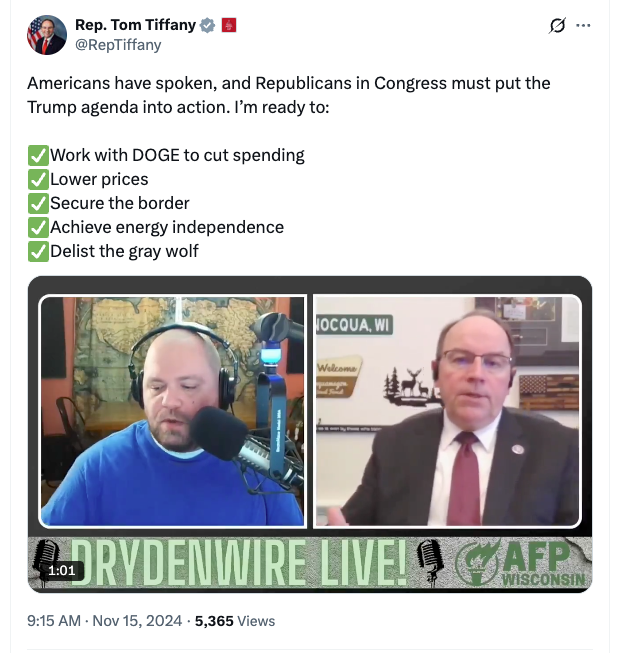 Rep. Tom Tiffany
@RepTiffany
Americans have spoken, and Republicans in Congress must put the
Trump agenda into action. I’m ready to:
✅Work with DOGE to cut spending
✅Lower prices
✅Secure the border
✅Achieve energy independence
✅Delist the gray wolf
NOCQUA, WI
Welcome
1:01
DRYDENWIRE LIVE!
AFP
WISCONSIN
9:15 AM · Nov 15, 2024 · 5,365 Views